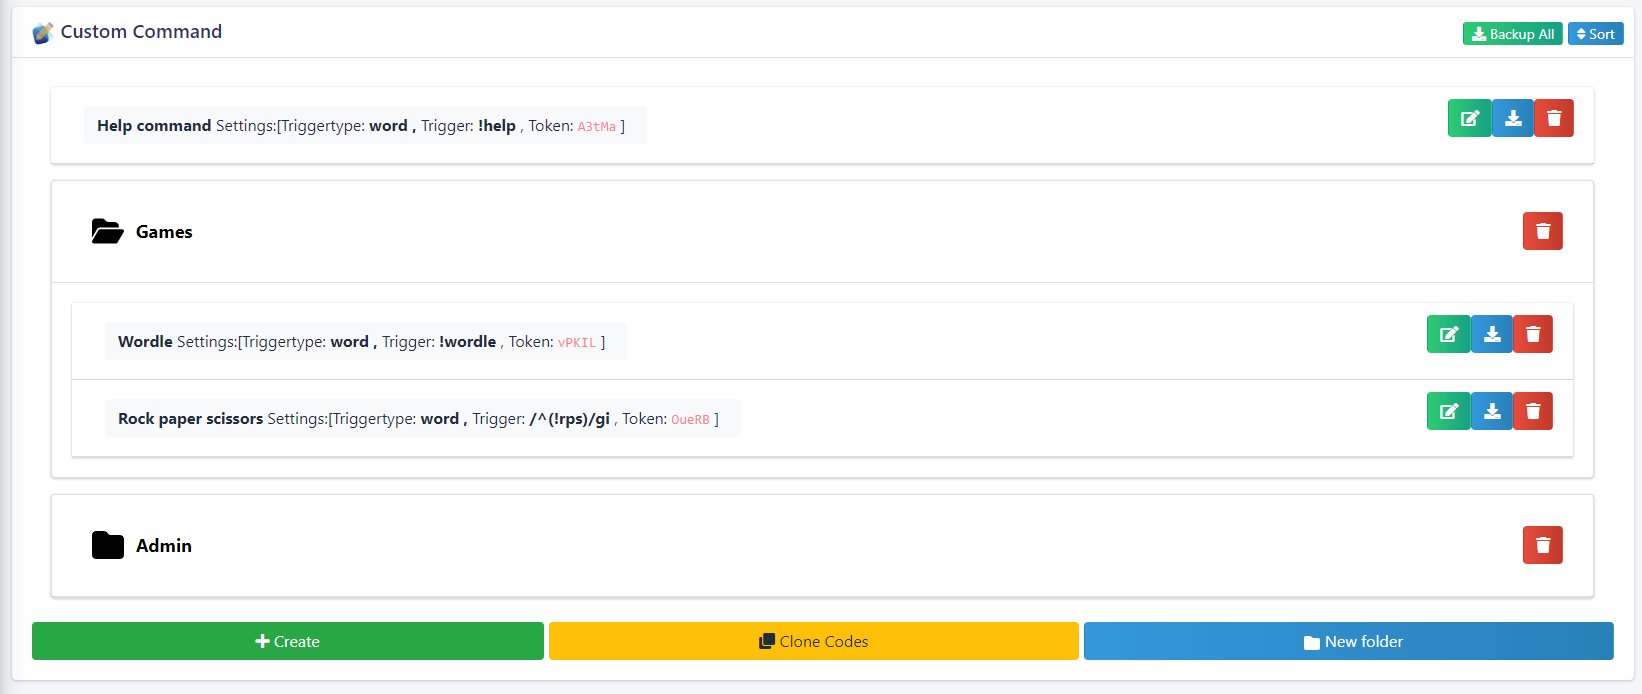 Custom Command
Backup All
Sort
Help command Settings:[Triggertype: word , Trigger: !help , Token: A3tMa ]
Games
Wordle Settings:[Triggertype: word , Trigger: !wordle , Token: vPKIL ]
Rock paper scissors Settings:[Triggertype: word , Trigger: /^(!rps)/gi , Token: OueRB ]
Admin
Create
Clone Codes
New folder